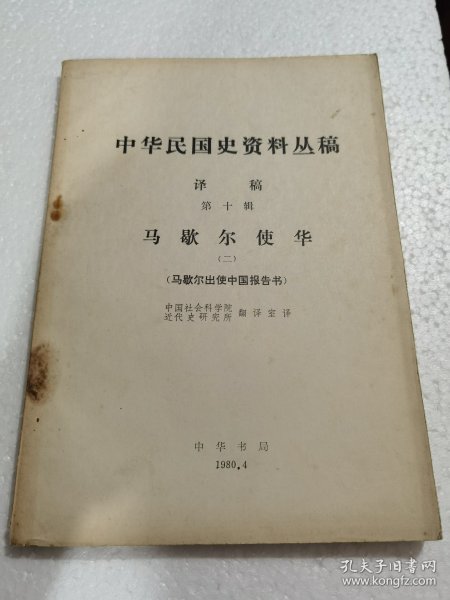 中华民国史资料丛稿
译稿
第十辑
马歇尔使华
（二）
（马歇尔出使中国报告书）
中国社会科学院
近代史研究所 翻译室译
中华书局
1980.4
孔夫子旧书网
www.kongfz.com